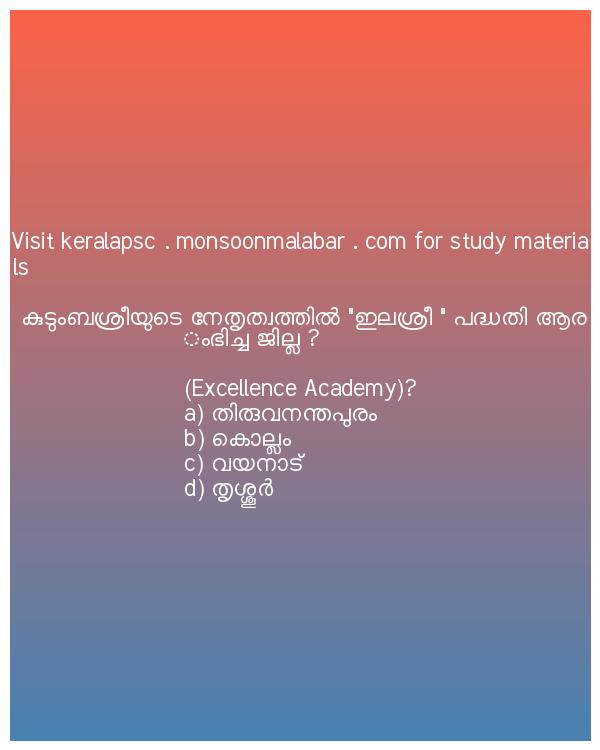 Visit keralapsc . monsoonmalabar . com for study materia
ls
കുടുംബശ്രീയുടെ നേതൃത്വത്തിൽ "ഇലശ്രീ " പദ്ധതി ആര
ംഭിച്ച ജില്ല ?
(Excellence Academy)?
a) തിരുവനന്തപുരം
b) കൊല്ലം
c) വയനാട്
d) തൃശ്ശൂർ